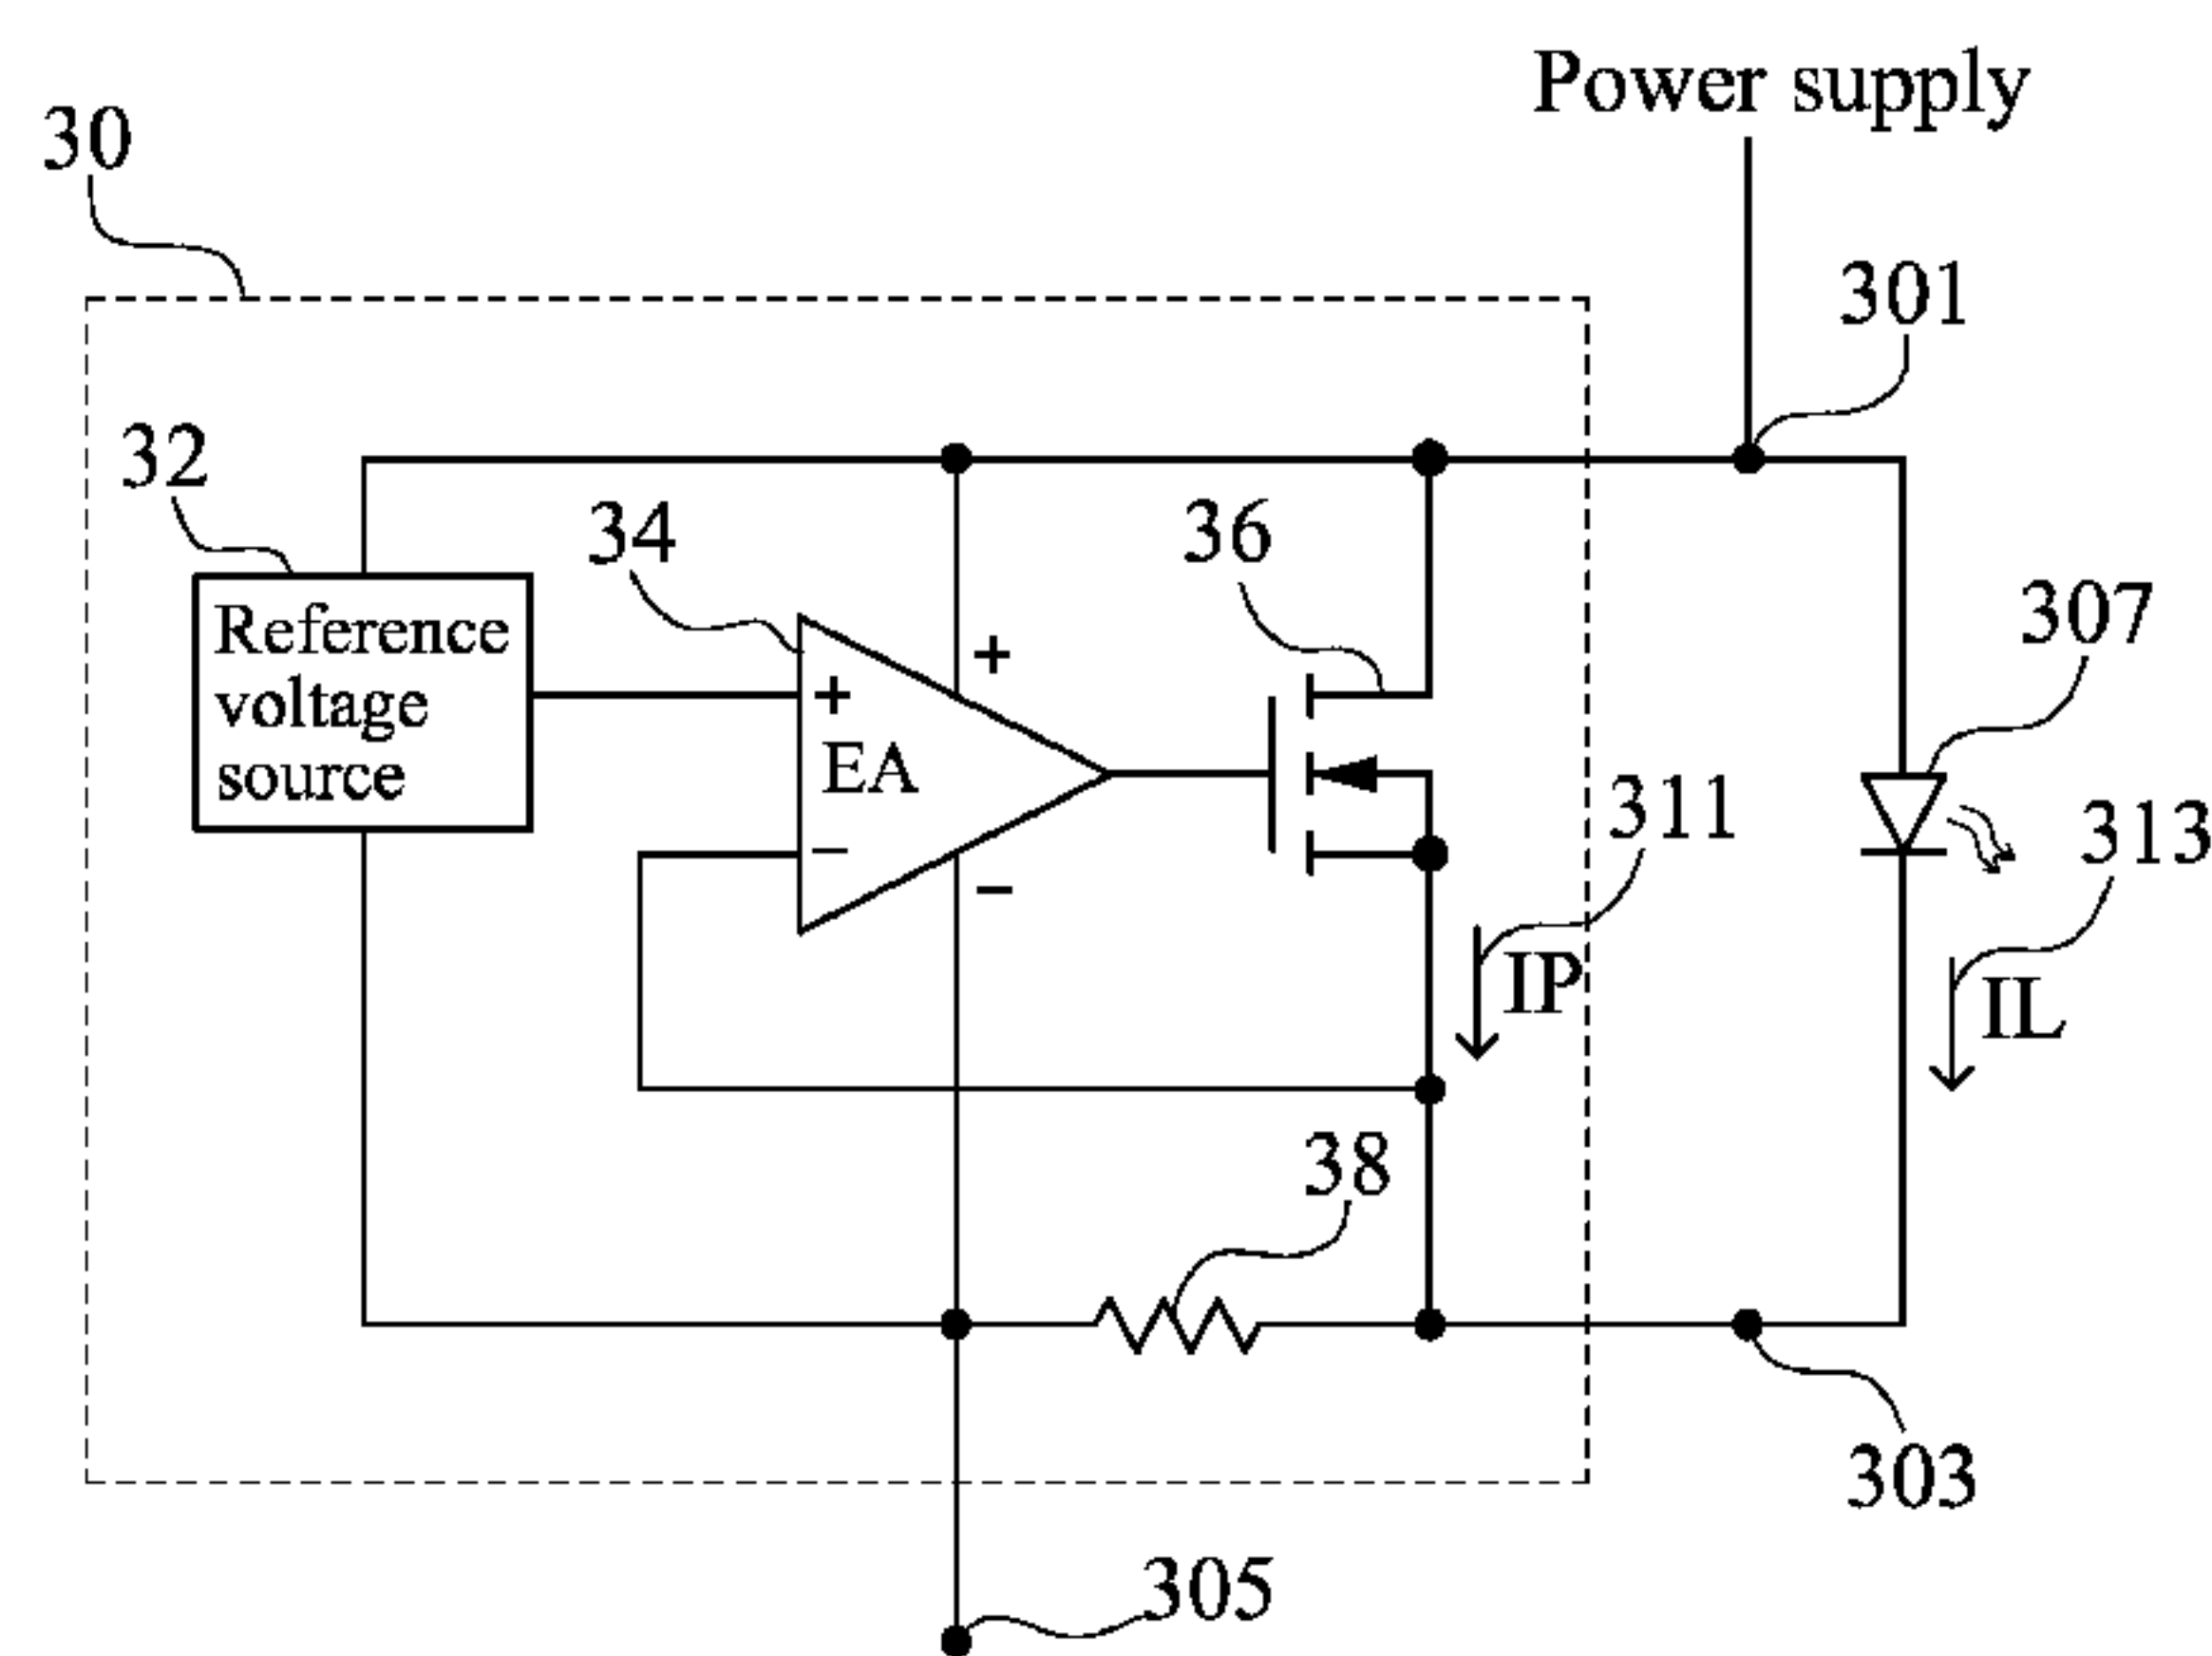 Power supply
30
301
32
34
36
307
Reference
voltage
source
+
+
EA
−
−
311
313
IP
IL
38
303
305